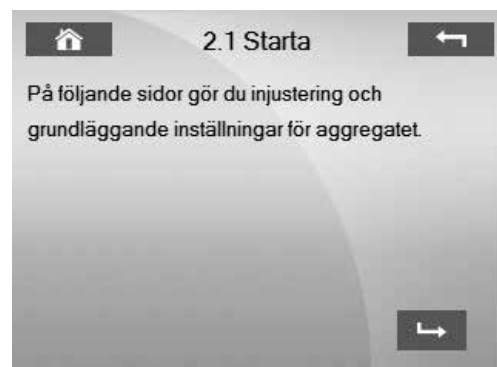 2.1 Starta
På följande sidor gör du injustering och
grundläggande inställningar för aggregatet.